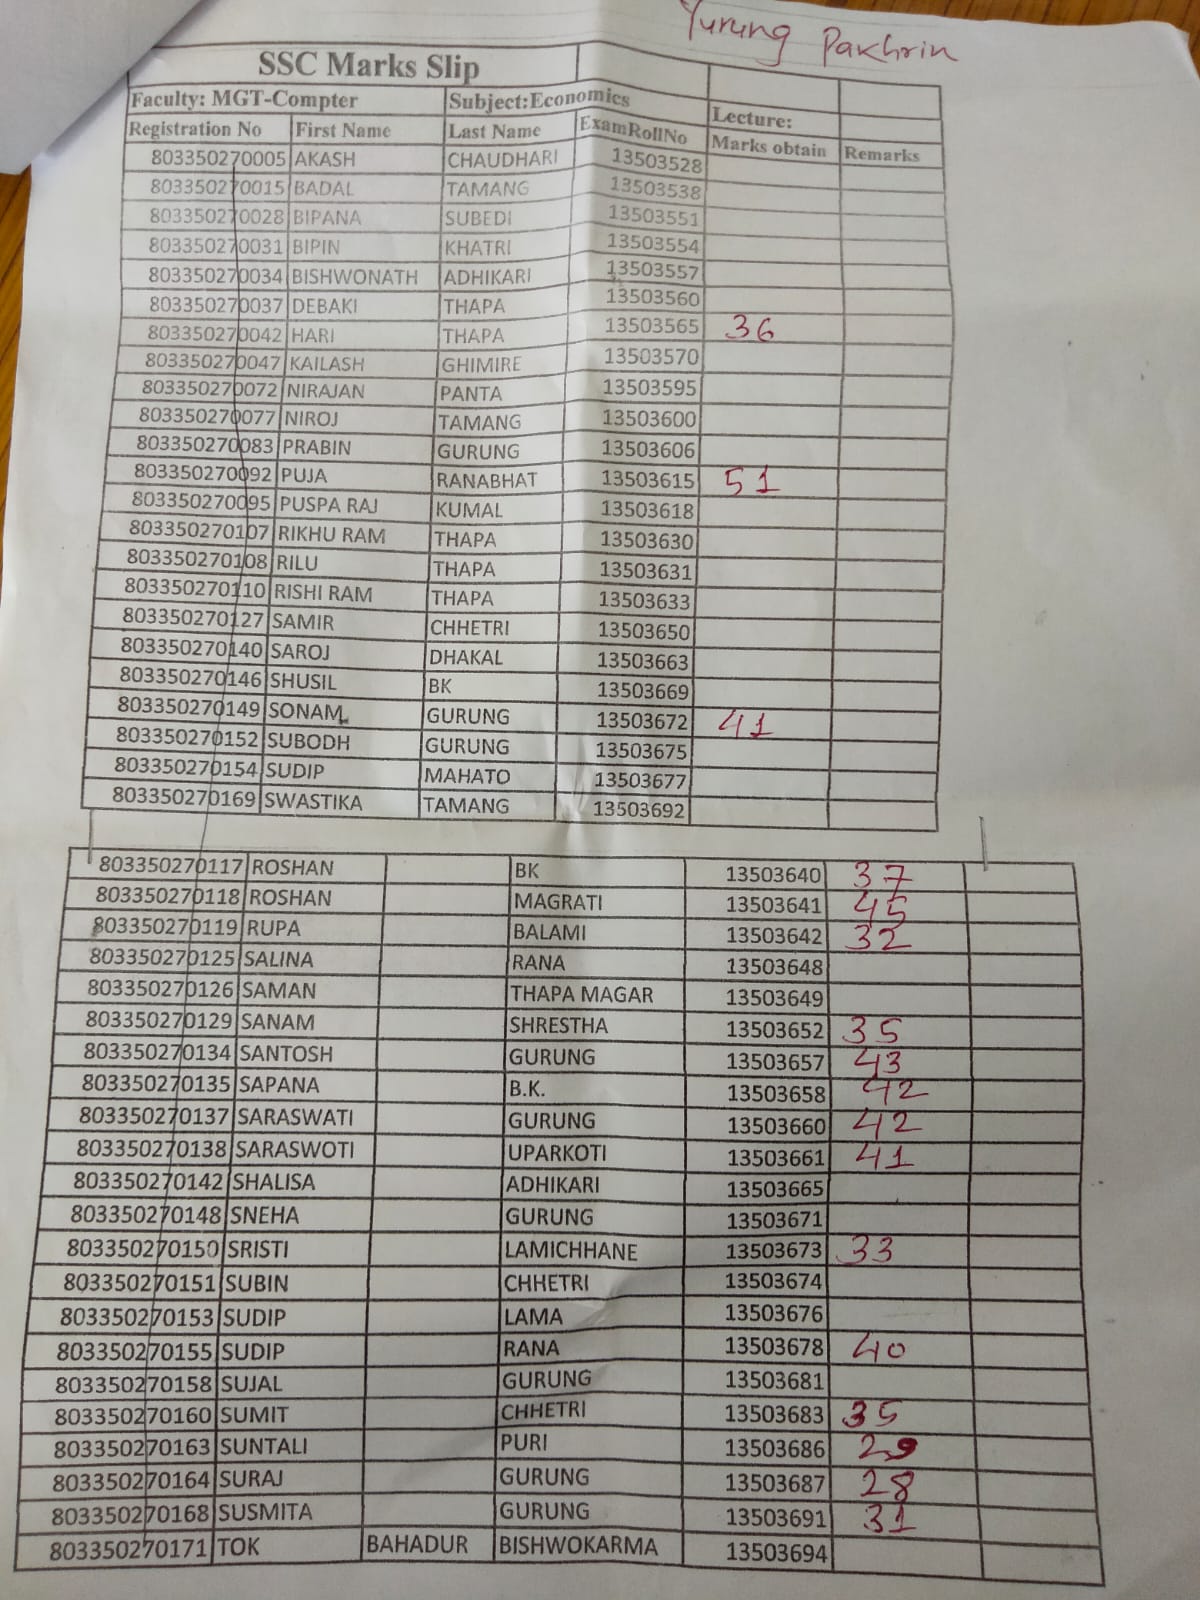 Yurung Pakhrin
SSC Marks Slip
Faculty: MGT-Compter Subject:Economics Lecture:
Registration No First Name Last Name ExamRollNo Marks obtain Remarks
803350270005 AKASH CHAUDHARI 13503528
803350270015 BADAL TAMANG 13503538
803350270028 BIPANA SUBEDI 13503551
803350270031 BIPIN KHATRI 13503554
803350270034 BISHWONATH ADHIKARI 13503557
803350270037 DEBAKI THAPA 13503560
803350270042 HARI THAPA 13503565 36
803350270047 KAILASH GHIMIRE 13503570
803350270072 NIRAJAN PANTA 13503595
803350270077 NIROJ TAMANG 13503600
803350270083 PRABIN GURUNG 13503606
803350270092 PUJA RANABHAT 13503615 51
803350270095 PUSPA RAJ KUMAL 13503618
803350270107 RIKHU RAM THAPA 13503630
803350270108 RILU THAPA 13503631
803350270110 RISHI RAM THAPA 13503633
803350270127 SAMIR CHHETRI 13503650
803350270140 SAROJ DHAKAL 13503663
803350270146 SHUSIL BK 13503669
803350270149 SONAM GURUNG 13503672 41
803350270152 SUBODH GURUNG 13503675
803350270154 SUDIP MAHATO 13503677
803350270169 SWASTIKA TAMANG 13503692
803350270117 ROSHAN BK 13503640 37
803350270118 ROSHAN MAGRATI 13503641 45
803350270119 RUPA BALAMI 13503642 32
803350270125 SALINA RANA 13503648
803350270126 SAMAN THAPA MAGAR 13503649
803350270129 SANAM SHRESTHA 13503652 35
803350270134 SANTOSH GURUNG 13503657 43
803350270135 SAPANA B.K. 13503658 42
803350270137 SARASWATI GURUNG 13503660 42
803350270138 SARASWOTI UPARKOTI 13503661 41
803350270142 SHALISA ADHIKARI 13503665
803350270148 SNEHA GURUNG 13503671
803350270150 SRISTI LAMICHHANE 13503673 33
803350270151 SUBIN CHHETRI 13503674
803350270153 SUDIP LAMA 13503676
803350270155 SUDIP RANA 13503678 40
803350270158 SUJAL GURUNG 13503681
803350270160 SUMIT CHHETRI 13503683 35
803350270163 SUNTALI PURI 13503686 29
803350270164 SURAJ GURUNG 13503687 28
803350270168 SUSMITA GURUNG 13503691 31
803350270171 TOK BAHADUR BISHWOKARMA 13503694